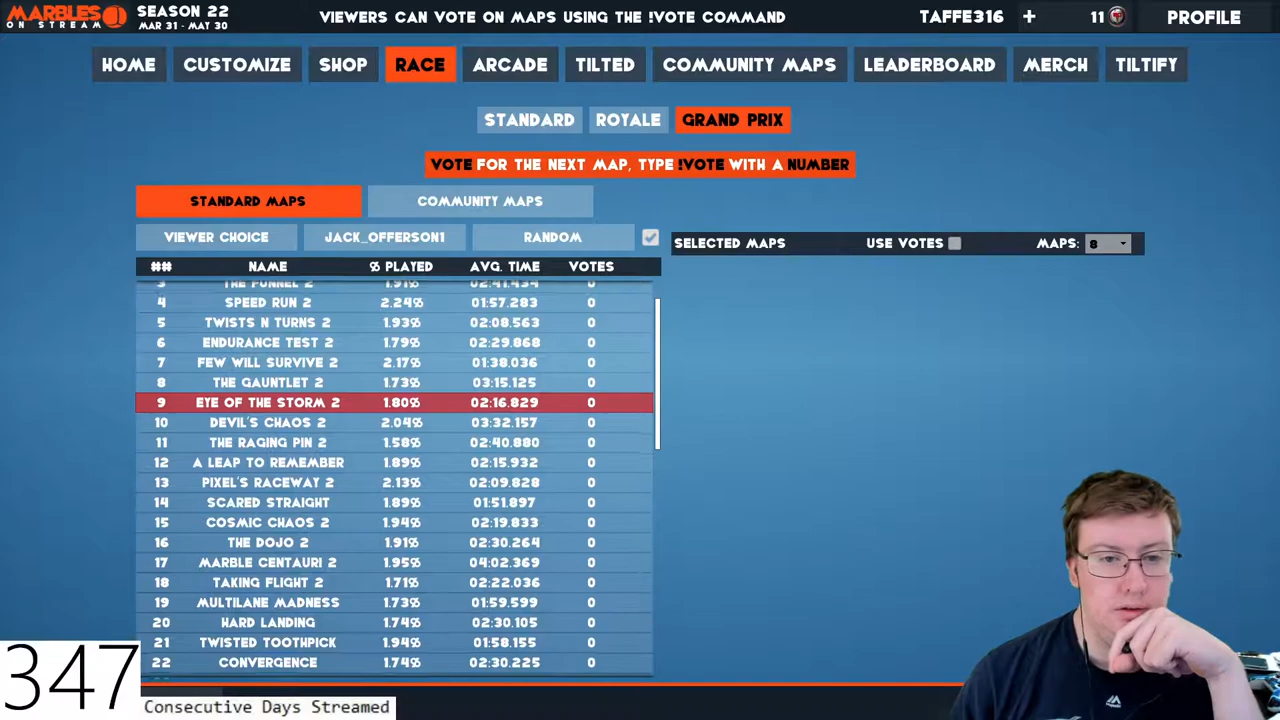 MARBLES
ON STREAM
SEASON 22
MAR 31 - MAY 30
VIEWERS CAN VOTE ON MAPS USING THE !VOTE COMMAND
TAFFE316 + 11 PROFILE
HOME CUSTOMIZE SHOP RACE ARCADE TILTED COMMUNITY MAPS LEADERBOARD MERCH TILTIFY
STANDARD ROYALE GRAND PRIX
VOTE FOR THE NEXT MAP, TYPE !VOTE WITH A NUMBER
STANDARD MAPS COMMUNITY MAPS
VIEWER CHOICE JACK_OFFERSON1 RANDOM
SELECTED MAPS USE VOTES MAPS: 8
## NAME % PLAYED AVG. TIME VOTES
3 THE FUNNEL 2 1.91% 02:41.434 0
4 SPEED RUN 2 2.24% 01:57.283 0
5 TWISTS N TURNS 2 1.93% 02:08.563 0
6 ENDURANCE TEST 2 1.79% 02:29.868 0
7 FEW WILL SURVIVE 2 2.17% 01:38.036 0
8 THE GAUNTLET 2 1.73% 03:15.125 0
9 EYE OF THE STORM 2 1.80% 02:16.829 0
10 DEVIL'S CHAOS 2 2.04% 03:32.157 0
11 THE RAGING PIN 2 1.58% 02:40.880 0
12 A LEAP TO REMEMBER 1.89% 02:15.932 0
13 PIXEL'S RACEWAY 2 2.13% 02:09.828 0
14 SCARED STRAIGHT 1.89% 01:51.897 0
15 COSMIC CHAOS 2 1.94% 02:19.833 0
16 THE DOJO 2 1.91% 02:30.264 0
17 MARBLE CENTAURI 2 1.95% 04:02.369 0
18 TAKING FLIGHT 2 1.71% 02:22.036 0
19 MULTILANE MADNESS 1.73% 01:59.599 0
20 HARD LANDING 1.74% 02:30.105 0
21 TWISTED TOOTHPICK 1.94% 01:58.155 0
22 CONVERGENCE 1.74% 02:30.225 0
347
Consecutive Days Streamed